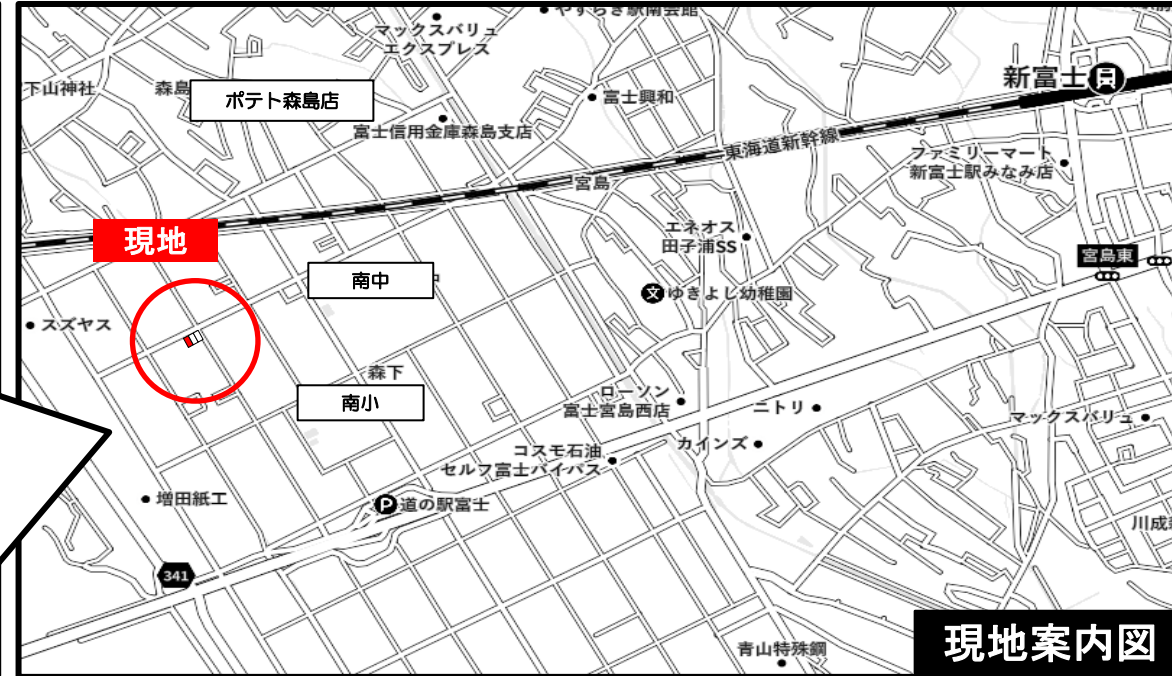 やすらぎ駅南会館
マックスバリュ
エクスプレス
新富士
下山神社
森島
ポテト森島店
富士興和
富士信用金庫森島支店
東海道新幹線
ファミリーマート
新富士駅みなみ店
宮島
現地
エネオス
田子浦SS
宮島東
南中
ゆきよし幼稚園
スズヤス
森下
南小
ローソン
富士宮島西店
ニトリ
マックスバリュ
カインズ
コスモ石油
セルフ富士バイパス
増田紙工
P
道の駅富士
川成
341
青山特殊鋼
現地案内図